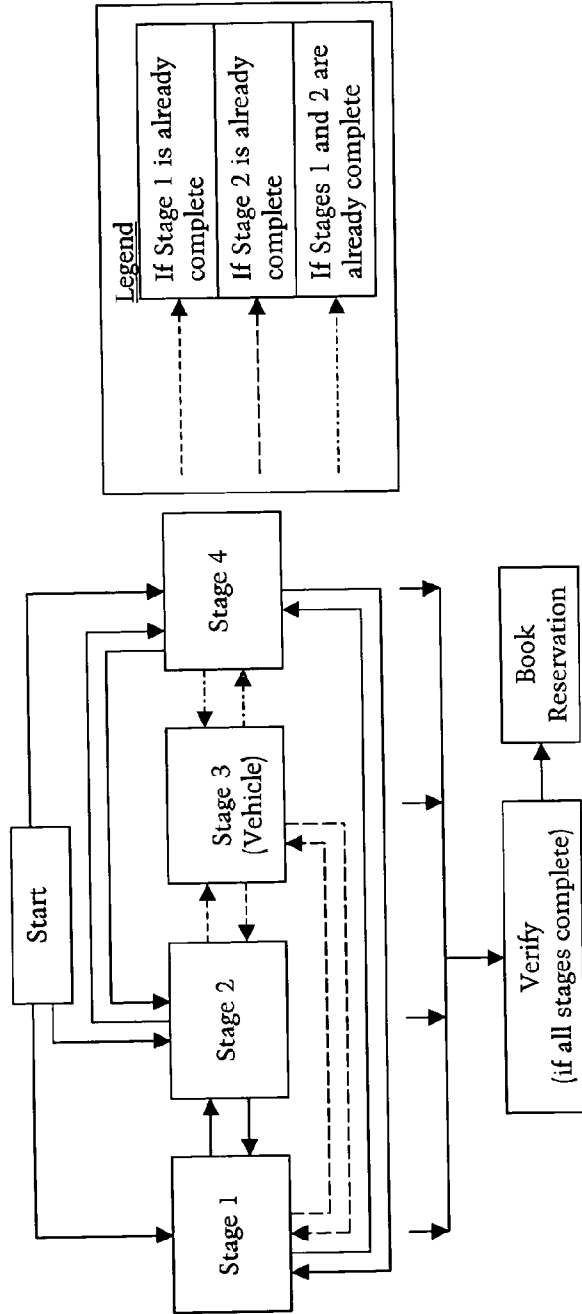 Start
Stage 1
Stage 2
Stage 3
(Vehicle)
Stage 4
Verify
(if all stages complete)
Book
Reservation
Legend
If Stage 1 is already
complete
If Stage 2 is already
complete
If Stages 1 and 2 are
already complete